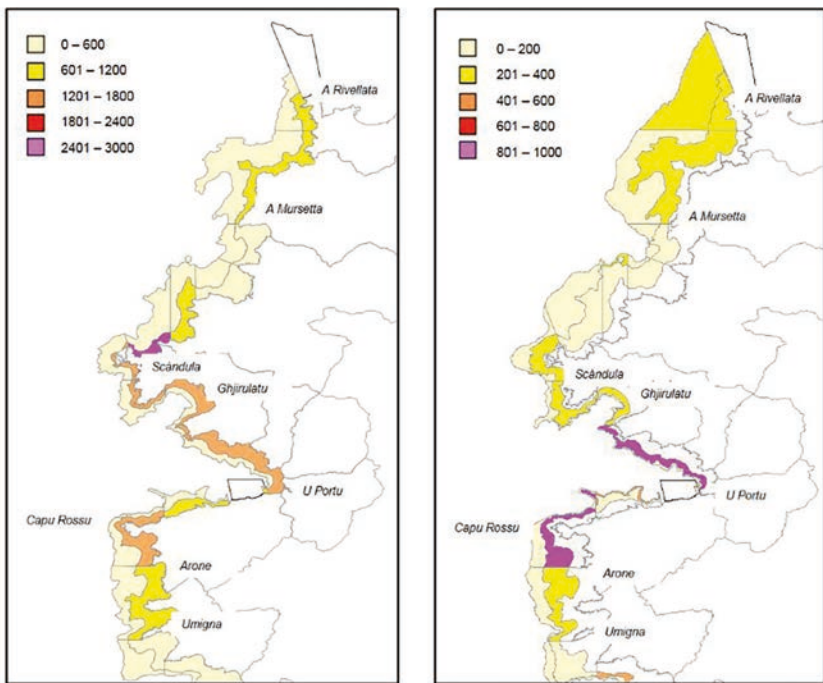 0 – 600
601 – 1200
1201 – 1800
1801 – 2400
2401 – 3000
A Rivellata
A Mursetta
Scàndula
Ghjirulatu
U Portu
Capu Rossu
Arone
Umigna
0 – 200
201 – 400
401 – 600
601 – 800
801 – 1000
A Rivellata
A Mursetta
Scàndula
Ghjirulatu
U Portu
Capu Rossu
Arone
Umigna